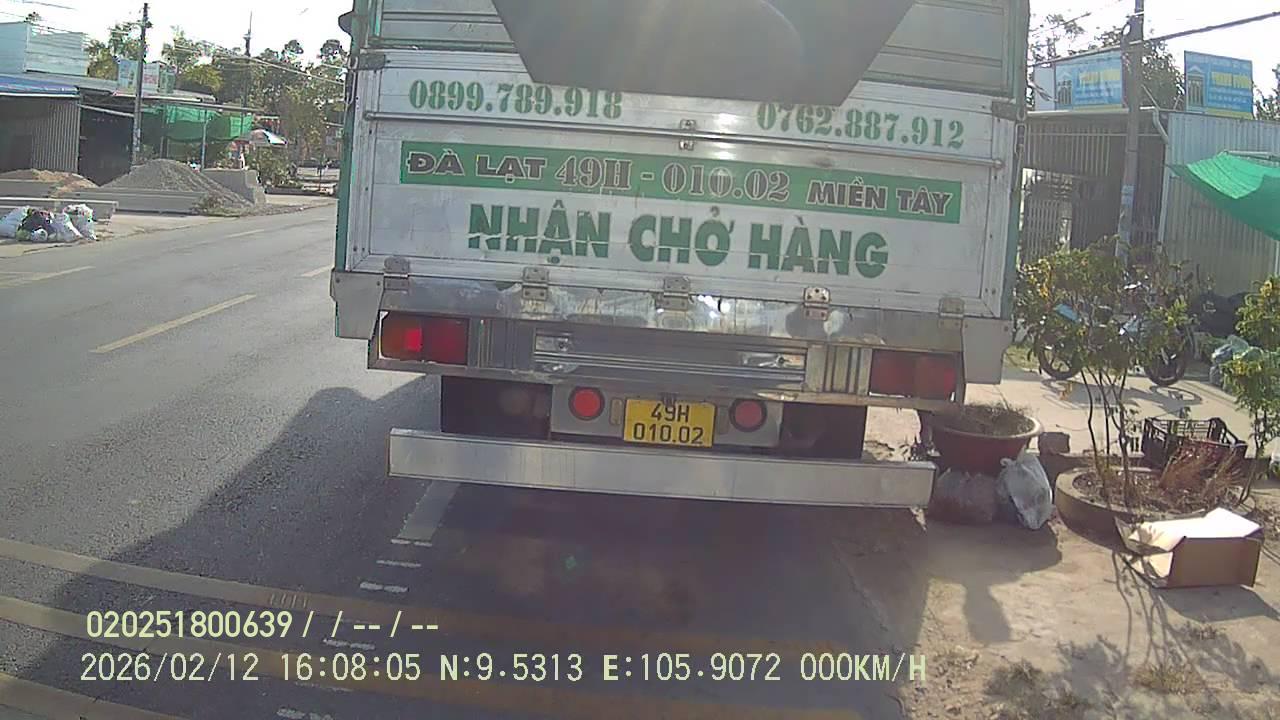 0899.789.918
0762.887.912
ĐÀ LẠT 49H - 010.02 MIỀN TÂY
NHẬN CHỞ HÀNG
49H
010.02
020251800639 / / -- / --
2026/02/12 16:08:05 N:9.5313 E:105.9072 000KM/H